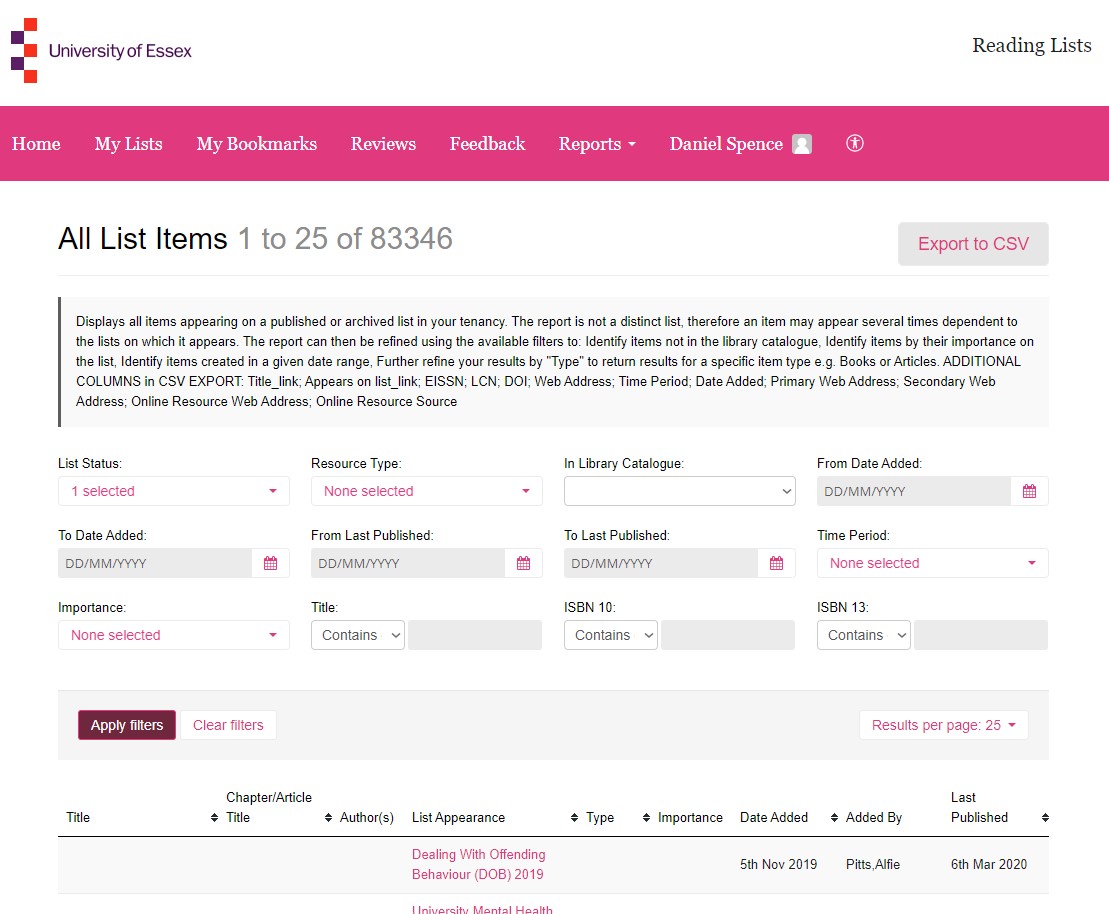 University of Essex
Reading Lists
Home My Lists My Bookmarks Reviews Feedback Reports Daniel Spence
All List Items 1 to 25 of 83346
Export to CSV
Displays all items appearing on a published or archived list in your tenancy. The report is not a distinct list, therefore an item may appear several times dependent to
the lists on which it appears. The report can then be refined using the available filters to: Identify items not in the library catalogue, Identify items by their importance on
the list, Identify items created in a given date range, Further refine your results by "Type" to return results for a specific item type e.g. Books or Articles. ADDITIONAL
COLUMNS in CSV EXPORT: Title_link; Appears on list_link; EISSN; LCN; DOI; Web Address; Time Period; Date Added; Primary Web Address; Secondary Web
Address; Online Resource Web Address; Online Resource Source
List Status: Resource Type: In Library Catalogue: From Date Added:
1 selected None selected DD/MM/YYYY
To Date Added: From Last Published: To Last Published: Time Period:
DD/MM/YYYY DD/MM/YYYY DD/MM/YYYY None selected
Importance: Title: ISBN 10: ISBN 13:
None selected Contains Contains Contains
Apply filters Clear filters Results per page: 25
Chapter/Article Last
Title Title Author(s) List Appearance Type Importance Date Added Added By Published
Dealing With Offending
Behaviour (DOB) 2019
5th Nov 2019 Pitts,Alfie 6th Mar 2020
University Mental Health